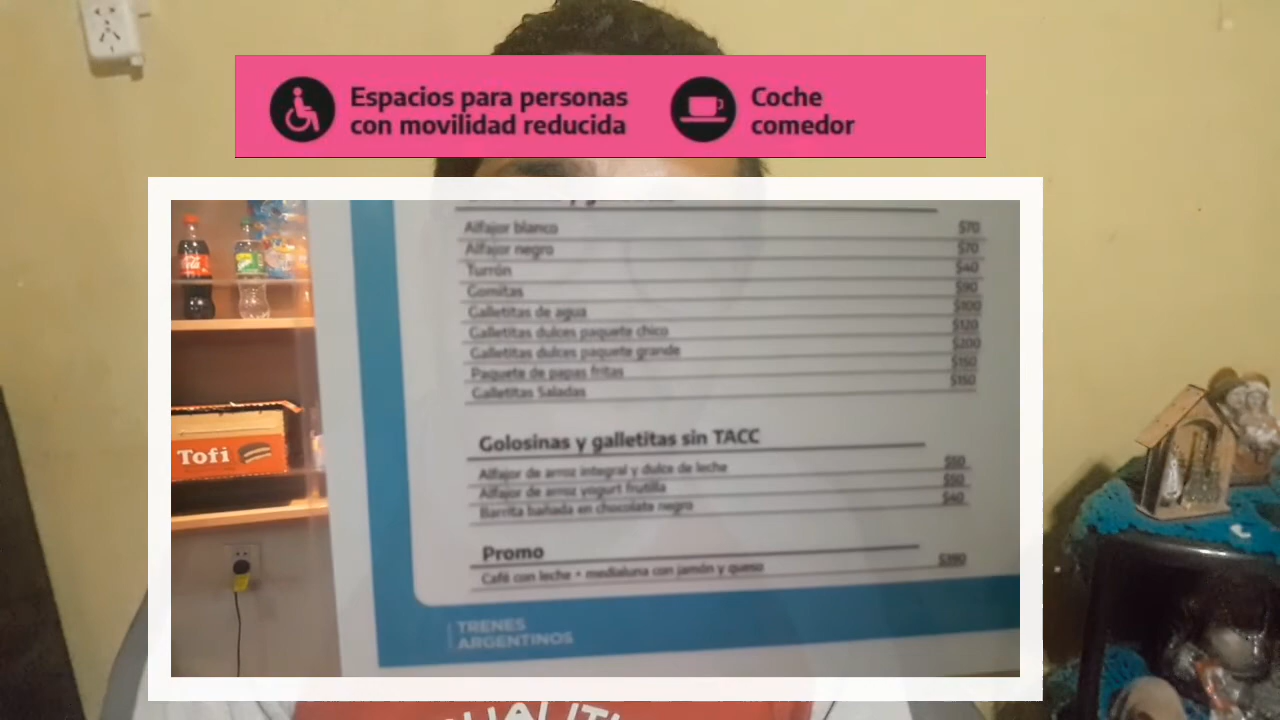 Espacios para personas
con movilidad reducida
Coche
comedor
Alfajor blanco $70
Alfajor negro $70
Turrón $40
Gomitas $90
Galletitas de agua $100
Galletitas dulces paquete chico $120
Galletitas dulces paquete grande $200
Paquete de papas fritas $150
Galletitas Saladas $150
Golosinas y galletitas sin TACC
Alfajor de arroz integral y dulce de leche $50
Alfajor de arroz yogurt frutilla $50
Barrita bañada en chocolate negro $40
Promo
Café con leche + medialuna con jamón y queso
TRENES
ARGENTINOS
Tofi